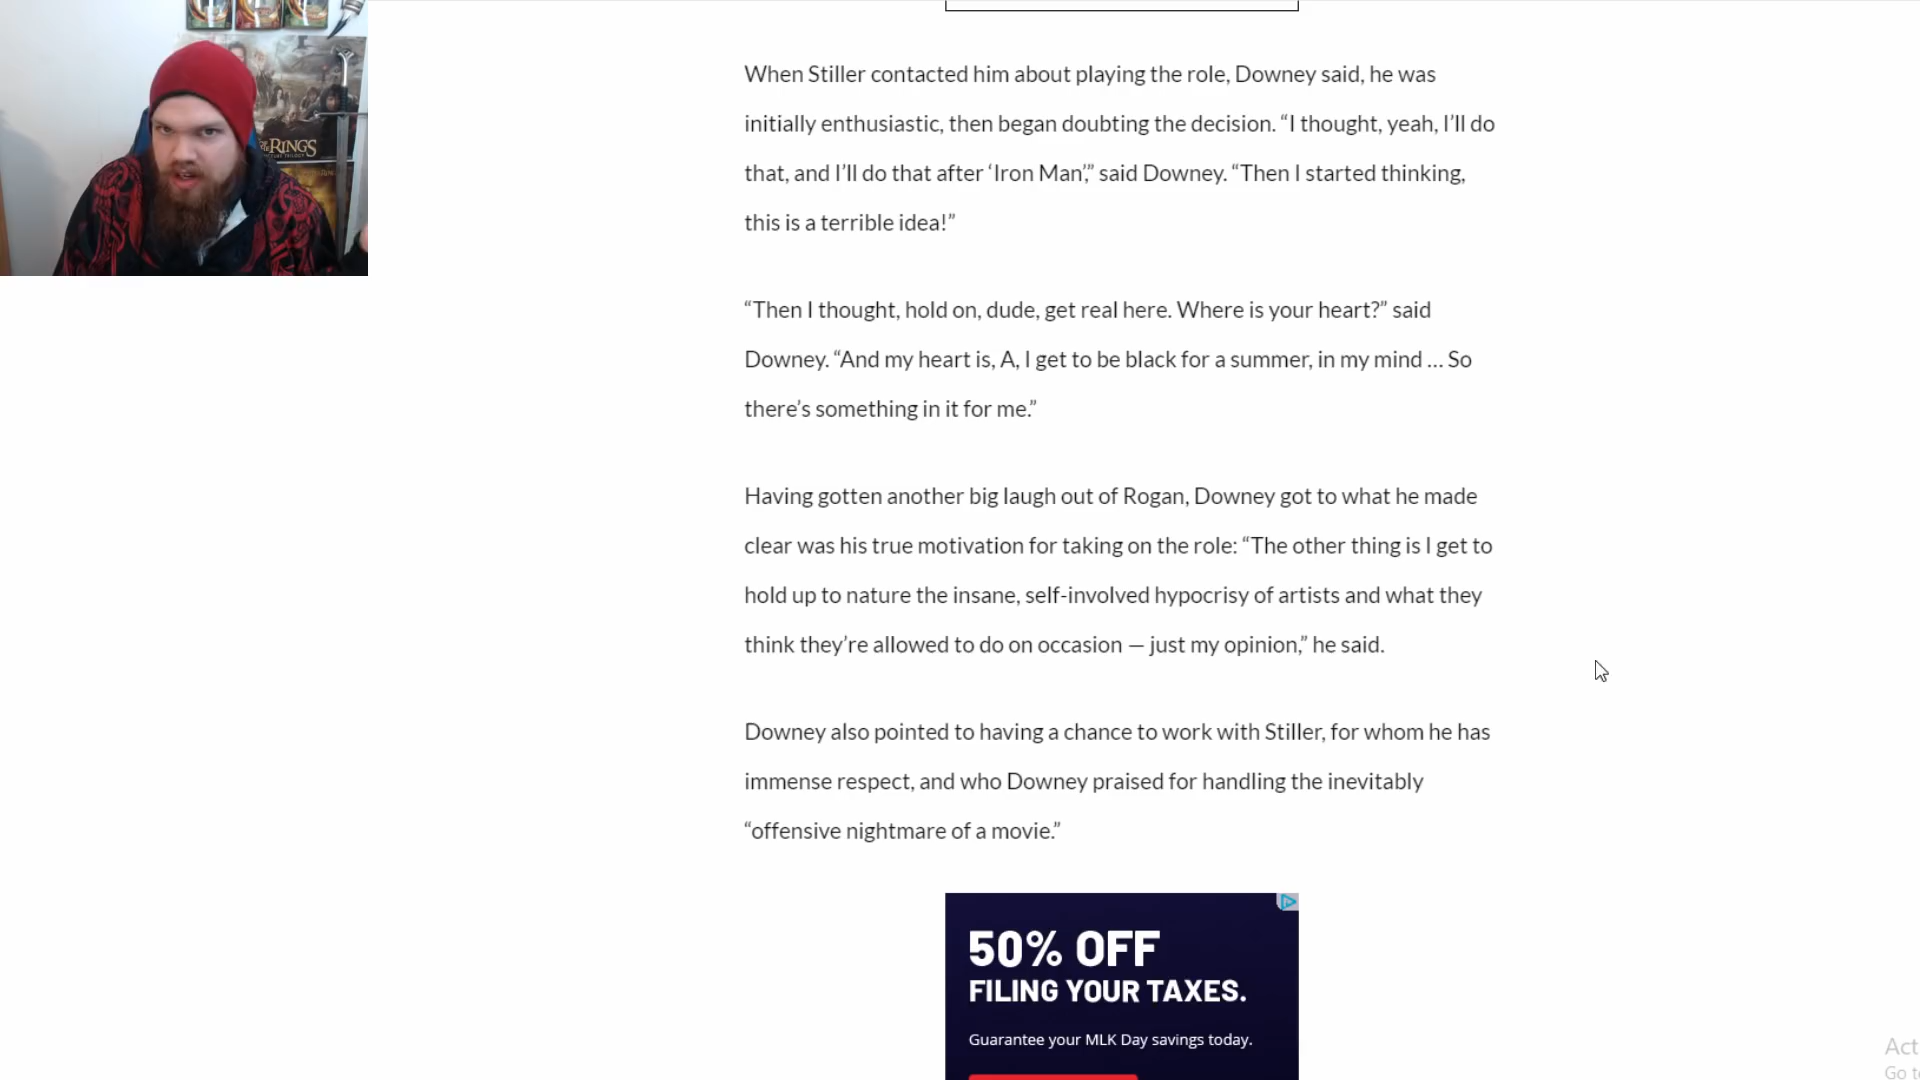 RINGS
When Stiller contacted him about playing the role, Downey said, he was
initially enthusiastic, then began doubting the decision. “I thought, yeah, I’ll do
that, and I’ll do that after ‘Iron Man’,” said Downey. “Then I started thinking,
this is a terrible idea!”
“Then I thought, hold on, dude, get real here. Where is your heart?” said
Downey. “And my heart is, A, I get to be black for a summer, in my mind … So
there’s something in it for me.”
Having gotten another big laugh out of Rogan, Downey got to what he made
clear was his true motivation for taking on the role: “The other thing is I get to
hold up to nature the insane, self-involved hypocrisy of artists and what they
think they’re allowed to do on occasion — just my opinion,” he said.
Downey also pointed to having a chance to work with Stiller, for whom he has
immense respect, and who Downey praised for handling the inevitably
“offensive nightmare of a movie.”
50% OFF
FILING YOUR TAXES.
Guarantee your MLK Day savings today.
Act
Go t